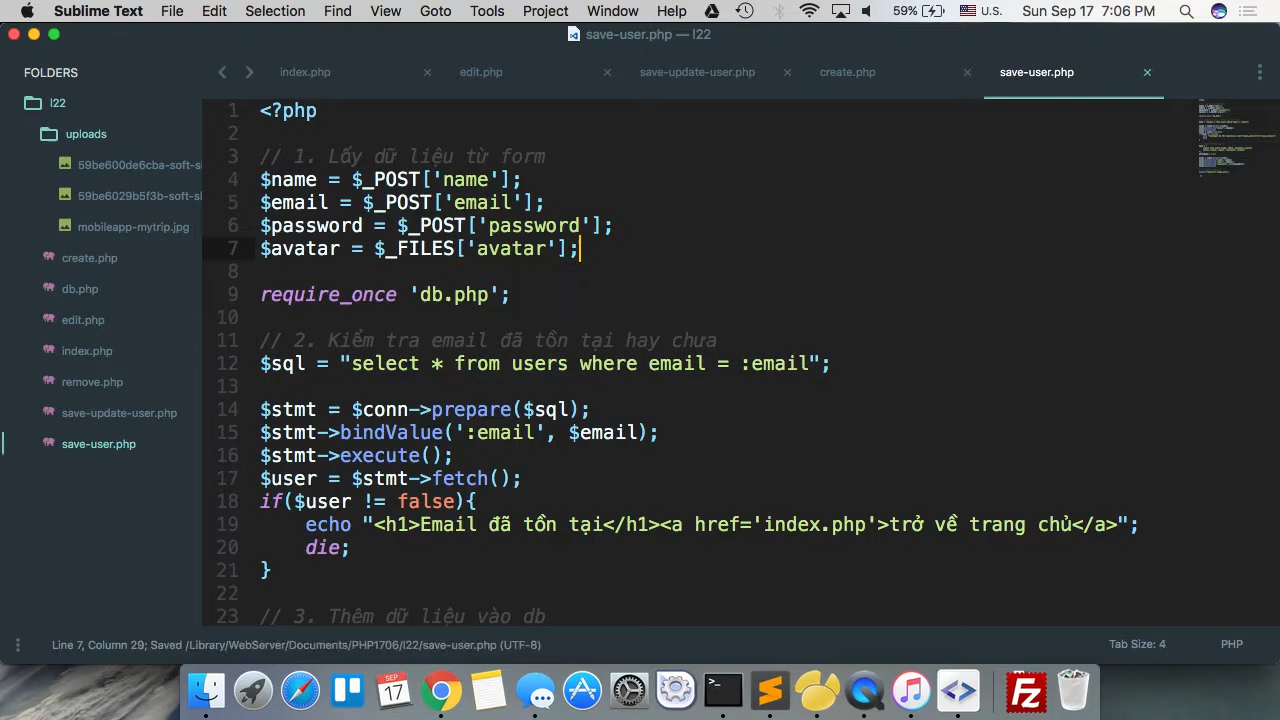 Sublime Text File Edit Selection Find View Goto Tools Project Window Help 59% U.S. Sun Sep 17 7:06 PM
save-user.php — l22
FOLDERS
l22
uploads
59be600de6cba-soft-s
59be6029b5f3b-soft-s
mobileapp-mytrip.jpg
create.php
db.php
edit.php
index.php
remove.php
save-update-user.php
save-user.php
index.php edit.php save-update-user.php create.php save-user.php
1 <?php
2
3 // 1. Lấy dữ liệu từ form
4 $name = $_POST['name'];
5 $email = $_POST['email'];
6 $password = $_POST['password'];
7 $avatar = $_FILES['avatar'];
8
9 require_once 'db.php';
10
11 // 2. Kiểm tra email đã tồn tại hay chưa
12 $sql = "select * from users where email = :email";
13
14 $stmt = $conn->prepare($sql);
15 $stmt->bindValue(':email', $email);
16 $stmt->execute();
17 $user = $stmt->fetch();
18 if($user != false){
19 echo "<h1>Email đã tồn tại</h1><a href='index.php'>trở về trang chủ</a>";
20 die;
21 }
22
23 // 3. Thêm dữ liệu vào db
Line 7, Column 29; Saved /Library/WebServer/Documents/PHP1706/l22/save-user.php (UTF-8) Tab Size: 4 PHP
SEP
17
Fz